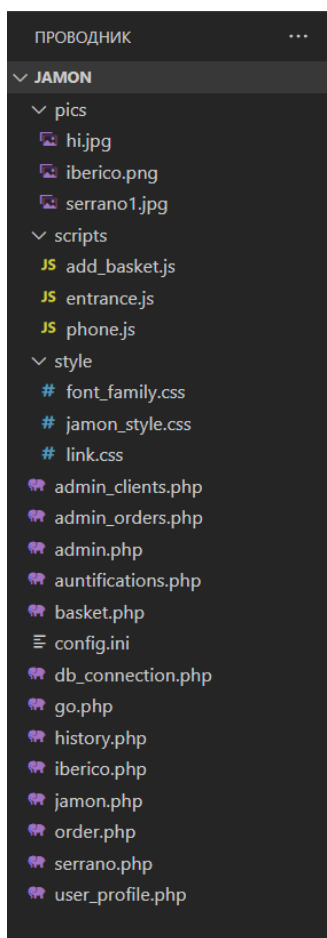 ПРОВОДНИК ...
JAMON
pics
hi.jpg
iberico.png
serrano1.jpg
scripts
JS add_basket.js
JS entrance.js
JS phone.js
style
# font_family.css
# jamon_style.css
# link.css
admin_clients.php
admin_orders.php
admin.php
auntifications.php
basket.php
config.ini
db_connection.php
go.php
history.php
iberico.php
jamon.php
order.php
serrano.php
user_profile.php